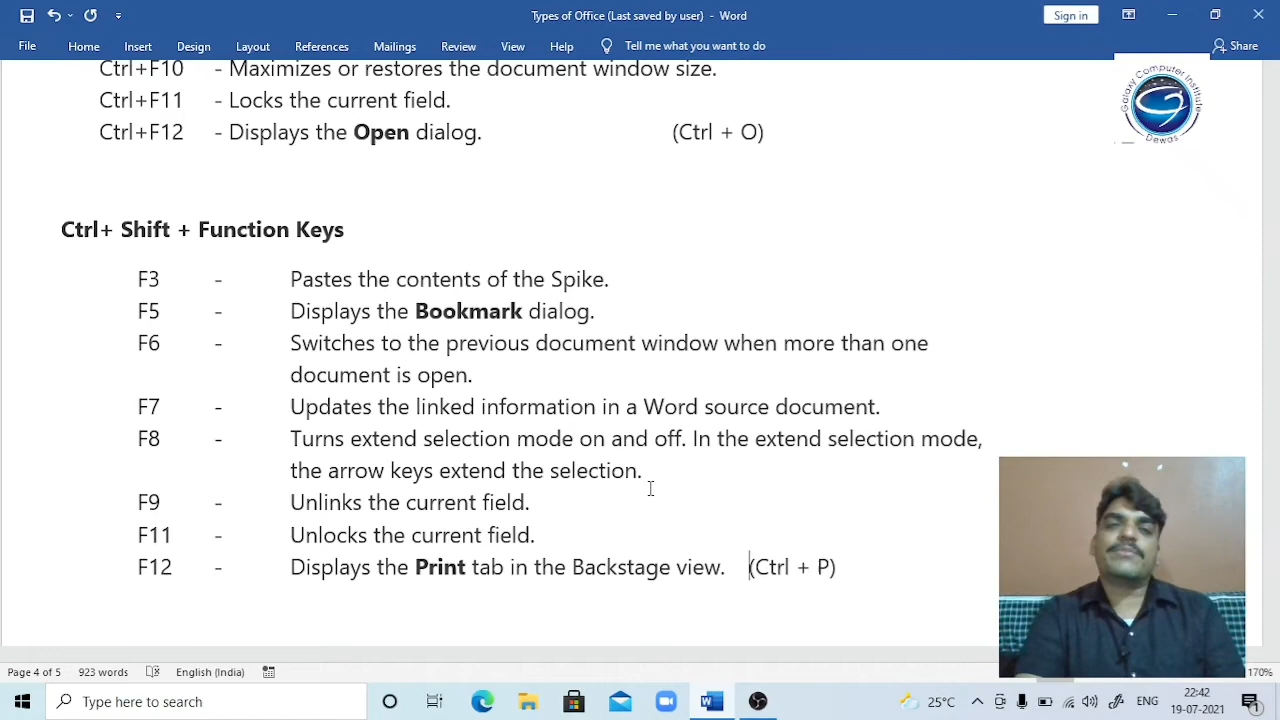 Types of Office (Last saved by user) - Word
Sign in
File Home Insert Design Layout References Mailings Review View Help Tell me what you want to do Share
Ctrl+F10 - Maximizes or restores the document window size.
Ctrl+F11 - Locks the current field.
Ctrl+F12 - Displays the Open dialog. (Ctrl + O)
Galaxy Computer Institute
Dewas
Ctrl+ Shift + Function Keys
F3 - Pastes the contents of the Spike.
F5 - Displays the Bookmark dialog.
F6 - Switches to the previous document window when more than one
document is open.
F7 - Updates the linked information in a Word source document.
F8 - Turns extend selection mode on and off. In the extend selection mode,
the arrow keys extend the selection.
F9 - Unlinks the current field.
F11 - Unlocks the current field.
F12 - Displays the Print tab in the Backstage view. (Ctrl + P)
Page 4 of 5 923 words English (India) 170%
Type here to search
25°C ENG 22:42
19-07-2021
1